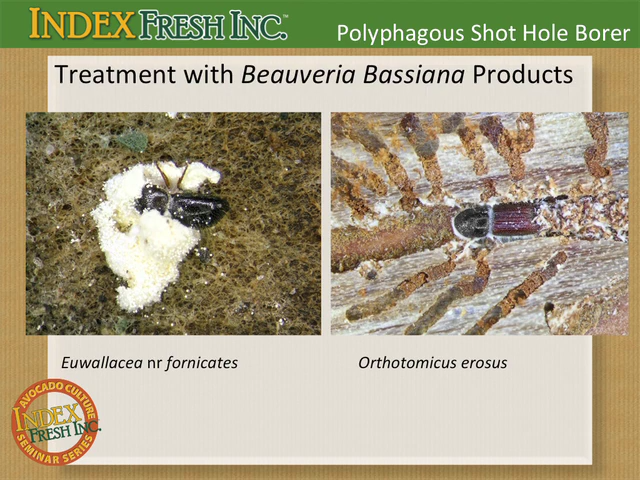 INDEX FRESH INC.™
Polyphagous Shot Hole Borer
Treatment with Beauveria Bassiana Products
Euwallacea nr fornicates
Orthotomicus erosus
AVOCADO CULTURE
INDEX
FRESH INC.
SEMINAR SERIES